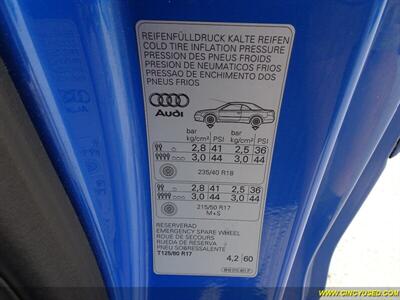 REIFENFÜLLDRUCK KALTE REIFEN
COLD TIRE INFLATION PRESSURE
PRESSION DES PNEUS FROIDS
PRESION DE NEUMATICOS FRIOS
PRESSAO DE ENCHIMENTO DOS
PNEUS FRIOS
Audi
bar kg/cm² PSI bar kg/cm² PSI
2,8 41 2,5 36
3,0 44 3,0 44
235/40 R18
2,8 41 2,5 36
3,0 44 3,0 44
215/50 R17
M+S
RESERVERAD
EMERGENCY SPARE WHEEL
ROUE DE SECOURS
RUEDA DE RESERVA
PNEU SOBRESSALENTE
T125/80 R17 4,2 60
WWW.CINCYUSED.COM